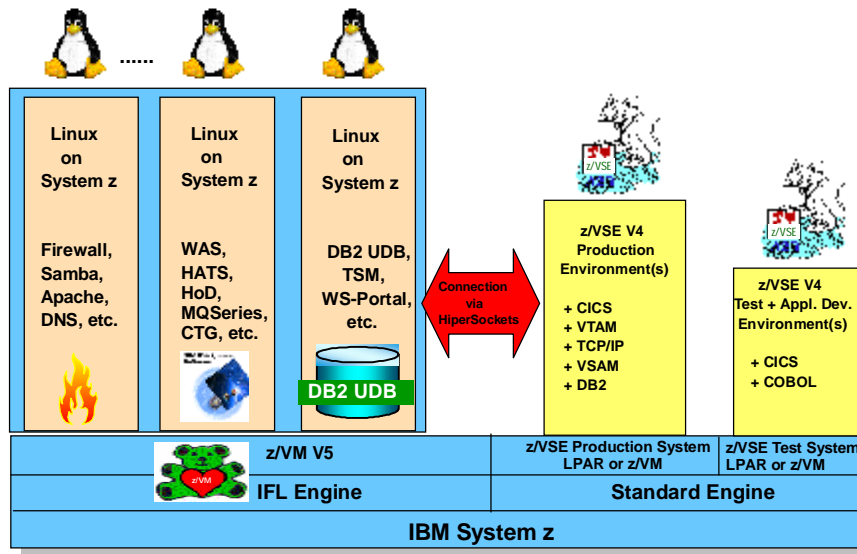 ......
Linux
on
System z
Firewall,
Samba,
Apache,
DNS, etc.
Linux
on
System z
WAS,
HATS,
HoD,
MQSeries,
CTG, etc.
Linux
on
System z
DB2 UDB,
TSM,
WS-Portal,
etc.
DB2 UDB
Connection
via
HiperSockets
z/VSE
z/VSE V4
Production
Environment(s)
+ CICS
+ VTAM
+ TCP/IP
+ VSAM
+ DB2
z/VSE
z/VSE V4
Test + Appl. Dev.
Environment(s)
+ CICS
+ COBOL
z/VM V5
z/VM
z/VSE Production System
LPAR or z/VM
z/VSE Test System
LPAR or z/VM
IFL Engine
Standard Engine
IBM System z